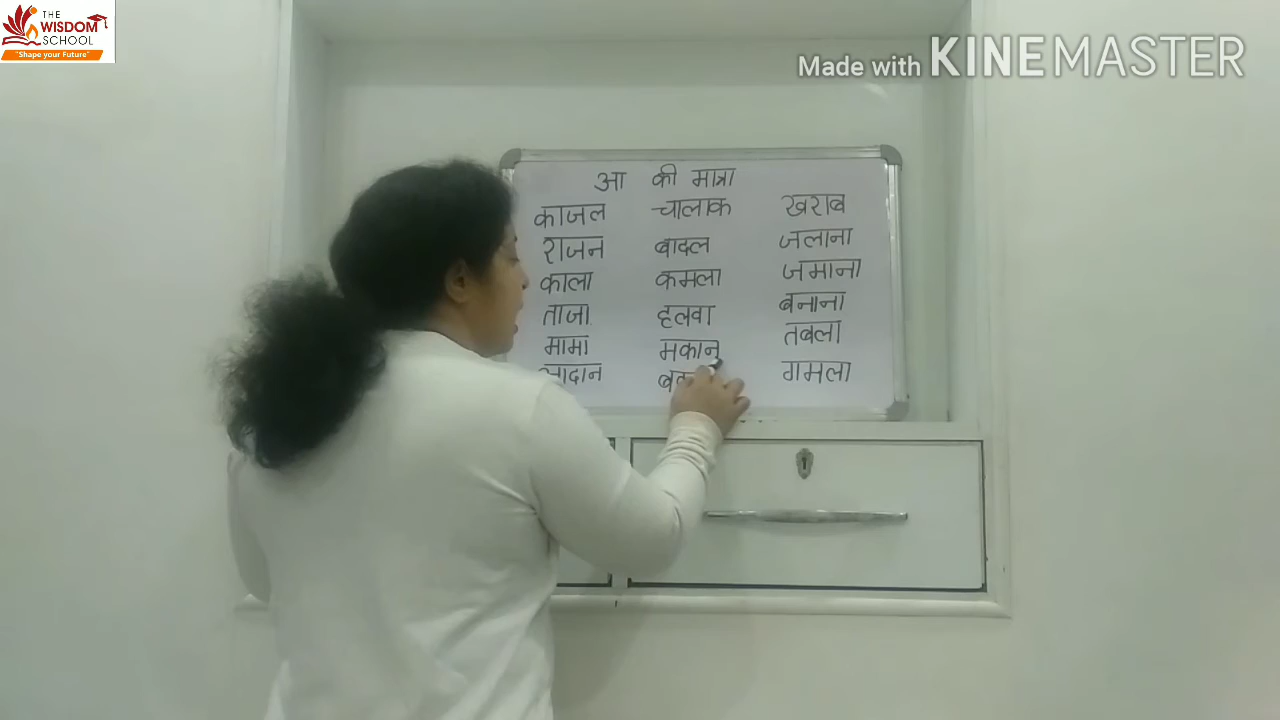 THE
WISDOM
SCHOOL
"Shape your Future"
Made with KINEMASTER
आ की मात्रा
काजल चालाक खराब
राजन बादल जलाना
काला कमला जमाना
ताजा हलवा बनाना
मामा मकान तबला
गमला